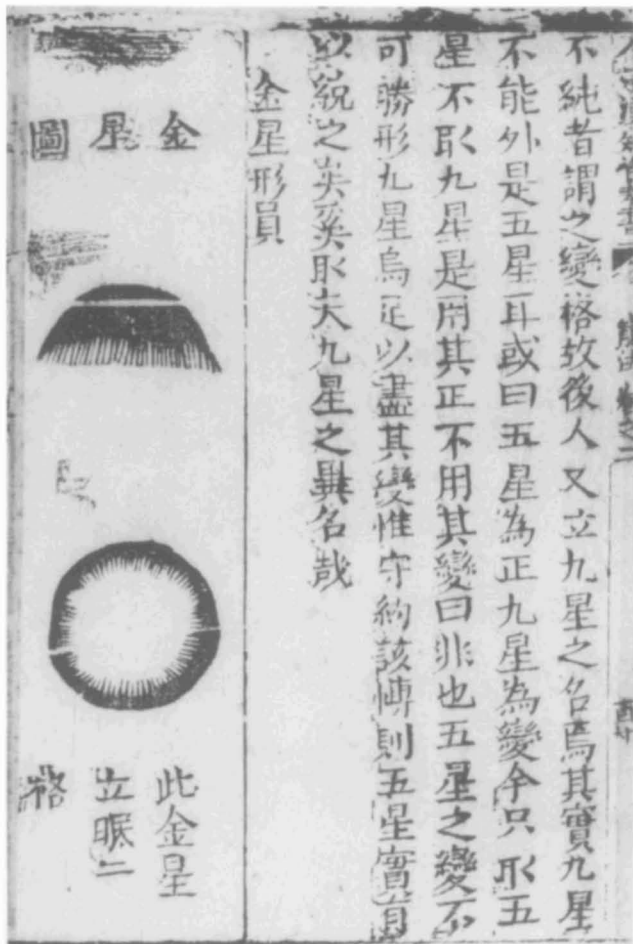 不純者謂之變格故後人又立九星之名焉其實九星
不能外是五星耳或曰五星為正九星為變今只取五
星不取九星是用其正不用其變曰非也五星之變不
可勝形九星烏足以盡其變惟守約該博則五星實有
以統之矣奚取夫九星之異名哉
金星形員
金星圖
此金星
立眠二
格